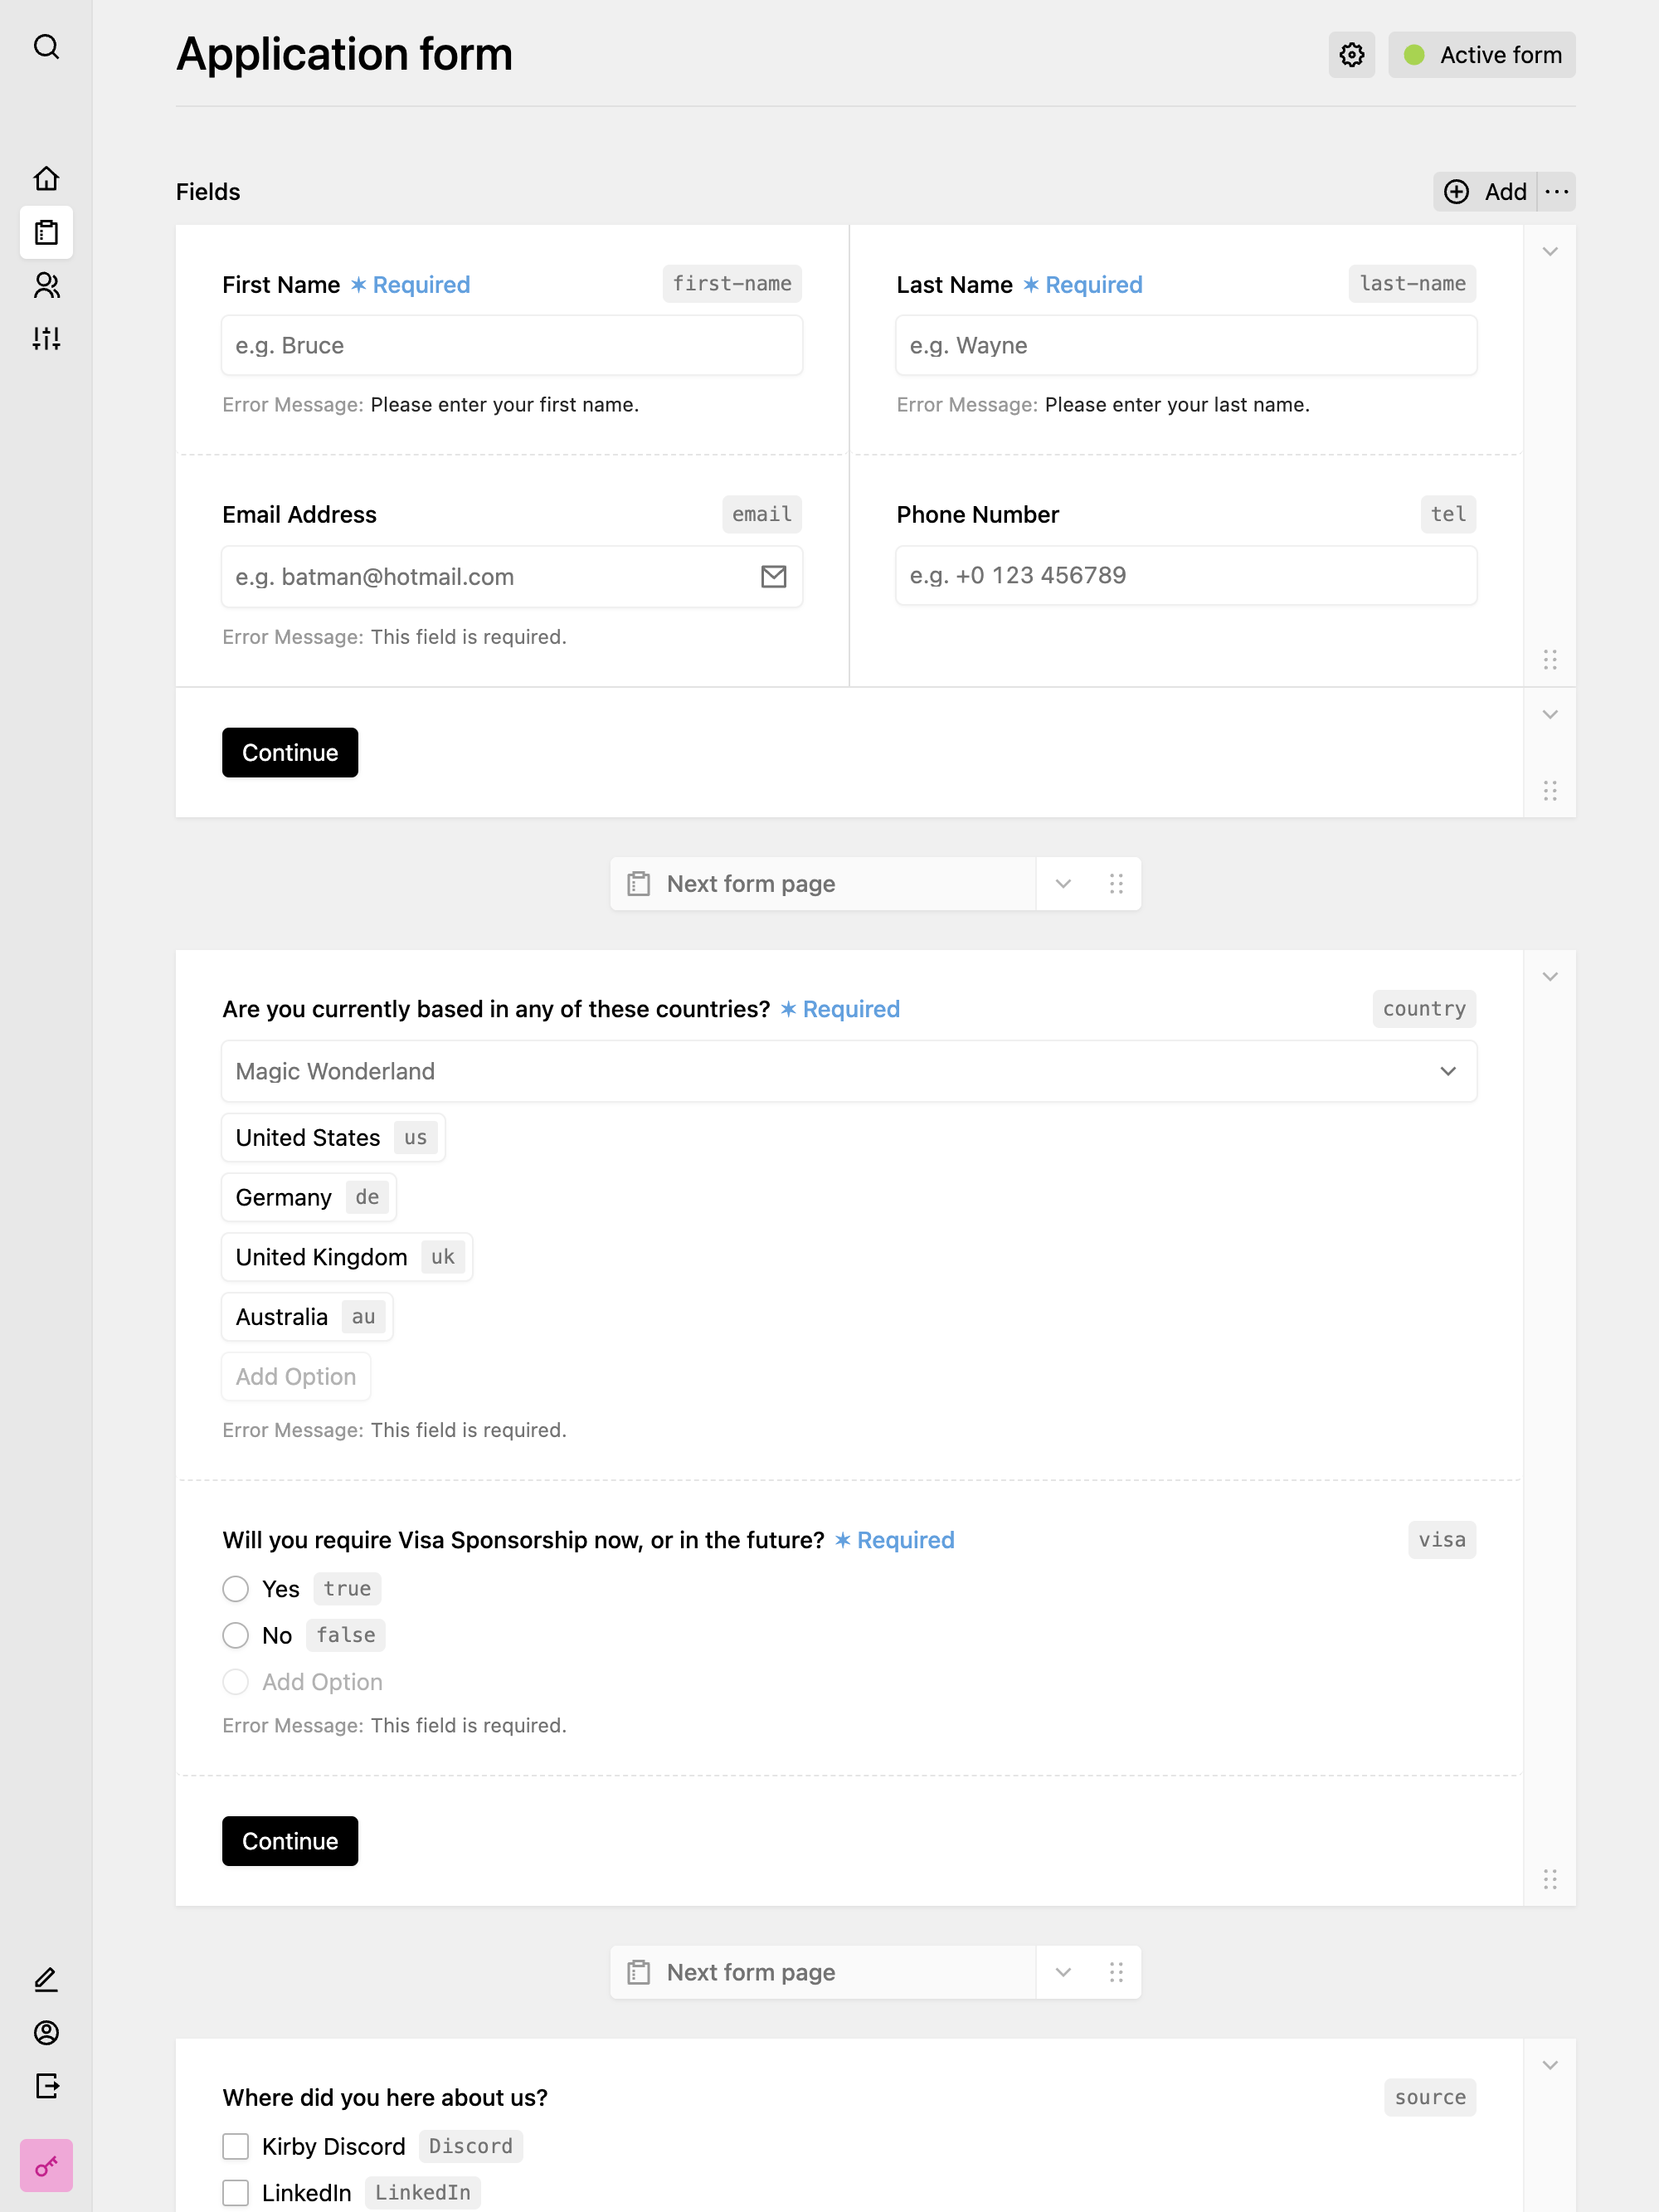 Application form
Active form
Fields
Add
First Name ✶ Required
first-name
e.g. Bruce
Error Message: Please enter your first name.
Last Name ✶ Required
last-name
e.g. Wayne
Error Message: Please enter your last name.
Email Address
email
e.g. batman@hotmail.com
Error Message: This field is required.
Phone Number
tel
e.g. +0 123 456789
Continue
Next form page
Are you currently based in any of these countries? ✶ Required
country
Magic Wonderland
United States us
Germany de
United Kingdom uk
Australia au
Add Option
Error Message: This field is required.
Will you require Visa Sponsorship now, or in the future? ✶ Required
visa
Yes true
No false
Add Option
Error Message: This field is required.
Continue
Next form page
Where did you here about us?
source
Kirby Discord Discord
LinkedIn LinkedIn